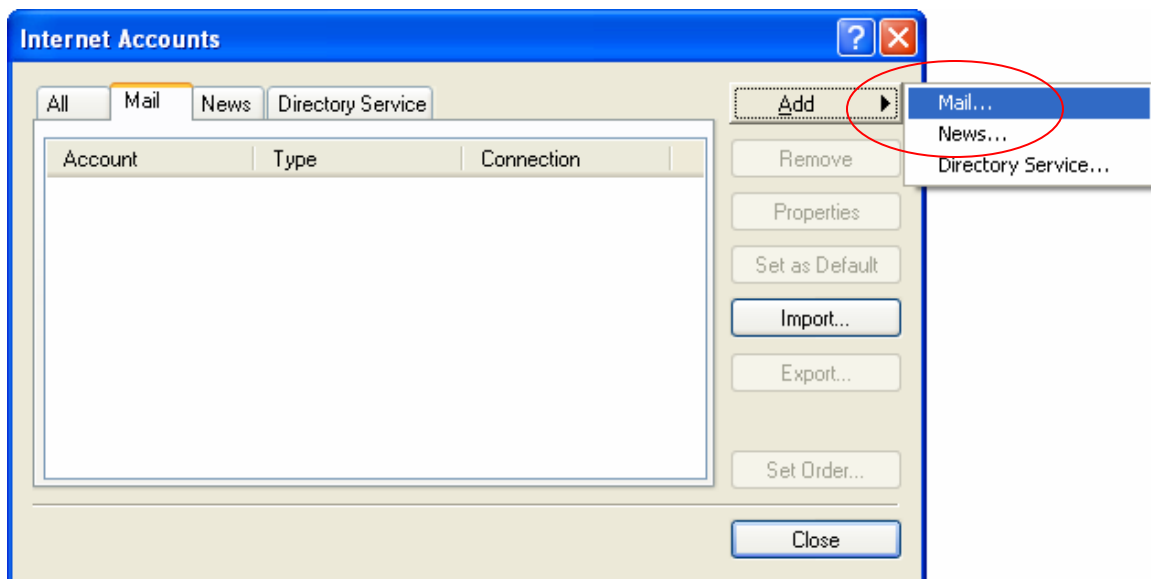 Internet Accounts
All Mail News Directory Service
Add
Mail...
News...
Directory Service...
Account Type Connection
Remove
Properties
Set as Default
Import...
Export...
Set Order...
Close